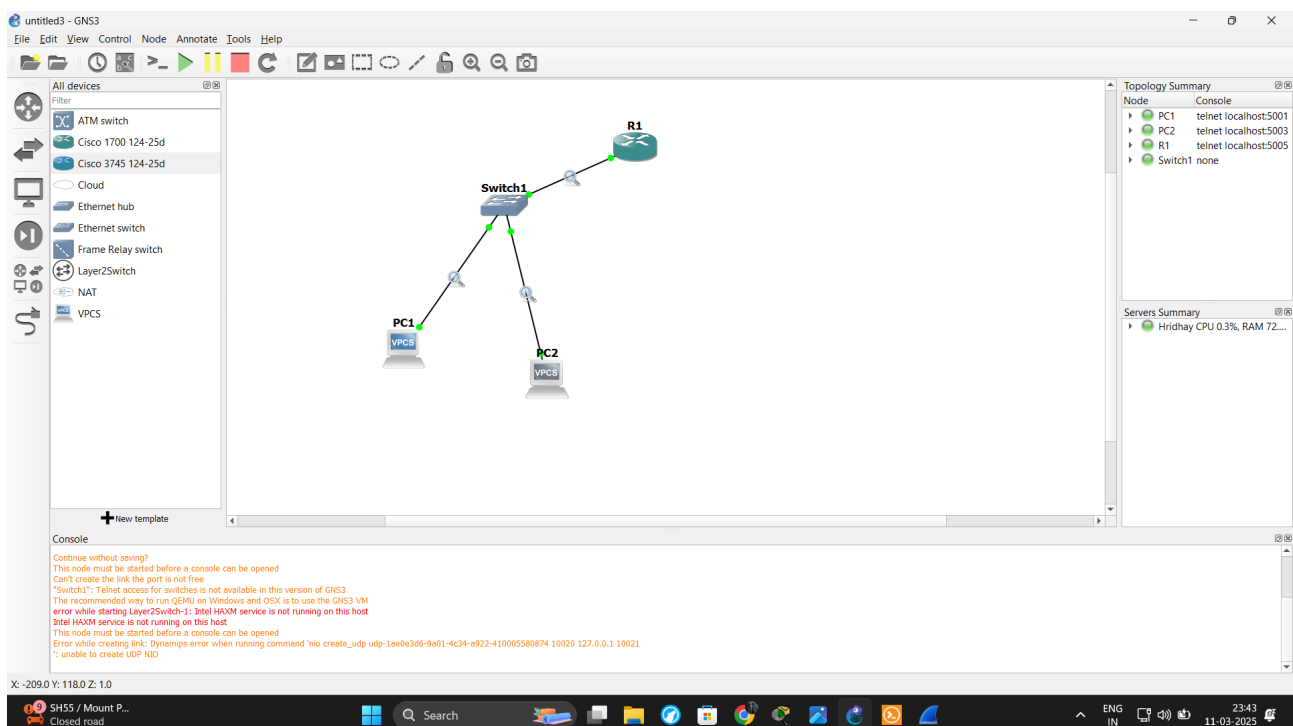 untitled3 - GNS3
File Edit View Control Node Annotate Tools Help
All devices
Filter
ATM switch
Cisco 1700 124-25d
Cisco 3745 124-25d
Cloud
Ethernet hub
Ethernet switch
Frame Relay switch
Layer2Switch
NAT
VPCS
New template
R1
Switch1
PC1
VPCS
PC2
VPCS
Topology Summary
Node Console
PC1 telnet localhost:5001
PC2 telnet localhost:5003
R1 telnet localhost:5005
Switch1 none
Servers Summary
Hridhay CPU 0.3%, RAM 72....
Console
Continue without saving?
This node must be started before a console can be opened
Can't create the link the port is not free
"Switch1": Telnet access for switches is not available in this version of GNS3
The recommended way to run QEMU on Windows and OSX is to use the GNS3 VM
error while starting Layer2Switch-1: Intel HAXM service is not running on this host
Intel HAXM service is not running on this host
This node must be started before a console can be opened
Error while creating link: Dynamips error when running command 'nio create_udp udp-1ae0e3d6-9a01-4c34-a922-410005580874 10020 127.0.0.1 10021
': unable to create UDP NIO
X: -209.0 Y: 118.0 Z: 1.0
9
SH55 / Mount P...
Closed road
Search
ENG
IN
23:43
11-03-2025